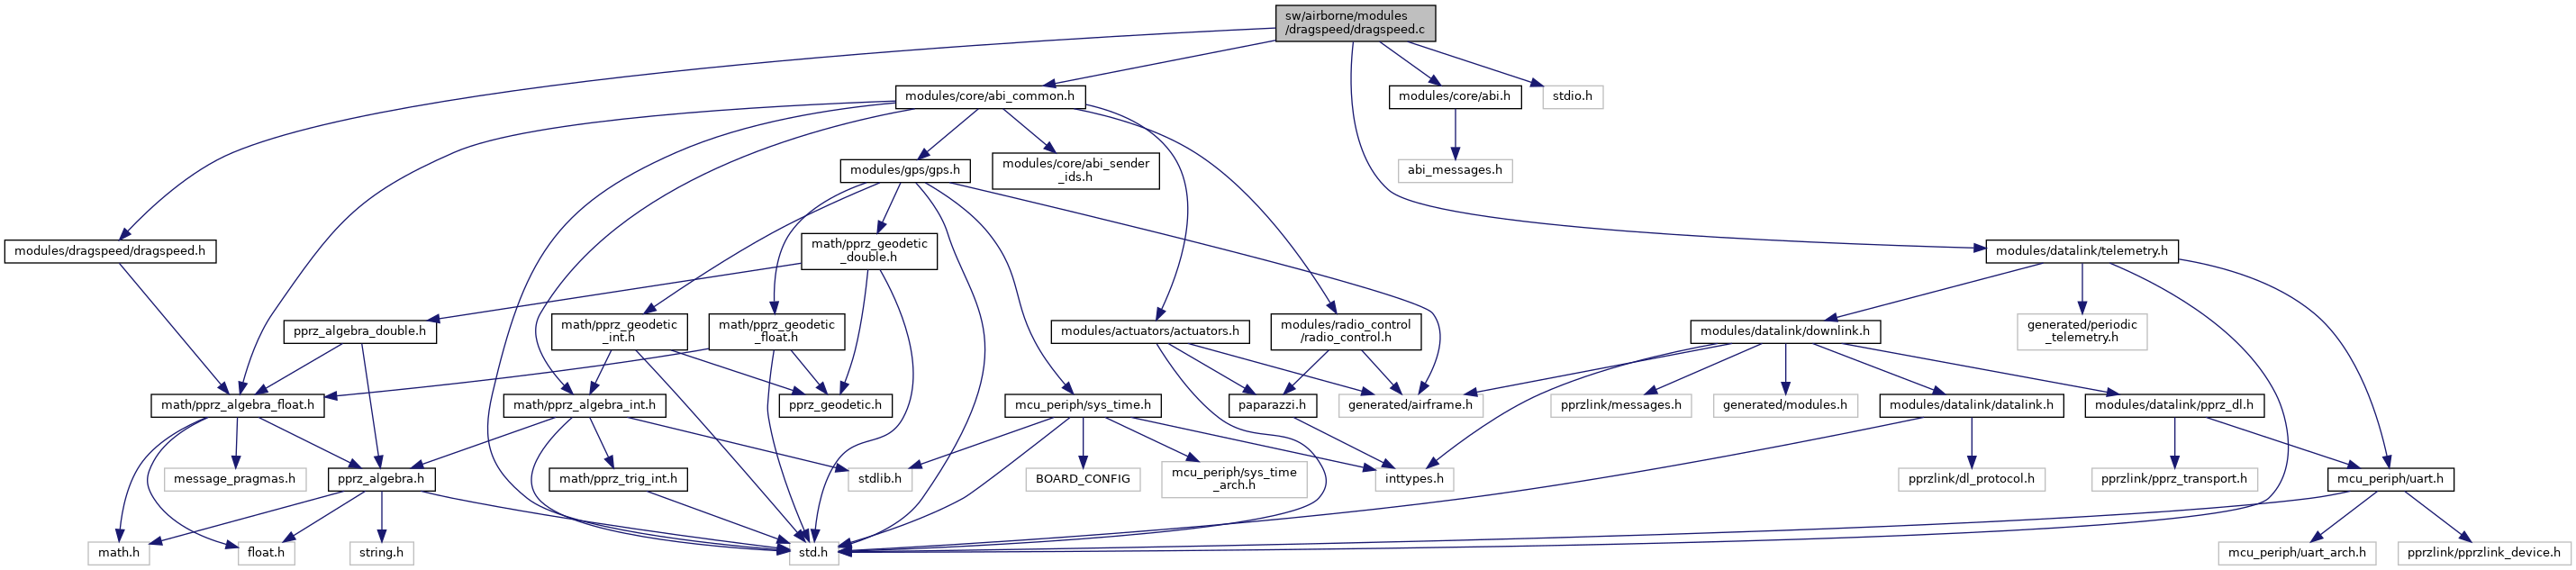 sw/airborne/modules
/dragspeed/dragspeed.c
modules/core/abi_common.h
modules/core/abi.h
stdio.h
modules/gps/gps.h
modules/core/abi_sender
_ids.h
abi_messages.h
modules/dragspeed/dragspeed.h
math/pprz_geodetic
_double.h
modules/datalink/telemetry.h
pprz_algebra_double.h
math/pprz_geodetic
_int.h
math/pprz_geodetic
_float.h
modules/actuators/actuators.h
modules/radio_control
/radio_control.h
modules/datalink/downlink.h
generated/periodic
_telemetry.h
math/pprz_algebra_float.h
math/pprz_algebra_int.h
pprz_geodetic.h
mcu_periph/sys_time.h
paparazzi.h
generated/airframe.h
pprzlink/messages.h
generated/modules.h
modules/datalink/datalink.h
modules/datalink/pprz_dl.h
message_pragmas.h
pprz_algebra.h
math/pprz_trig_int.h
stdlib.h
BOARD_CONFIG
mcu_periph/sys_time
_arch.h
inttypes.h
pprzlink/dl_protocol.h
pprzlink/pprz_transport.h
mcu_periph/uart.h
math.h
float.h
string.h
std.h
mcu_periph/uart_arch.h
pprzlink/pprzlink_device.h